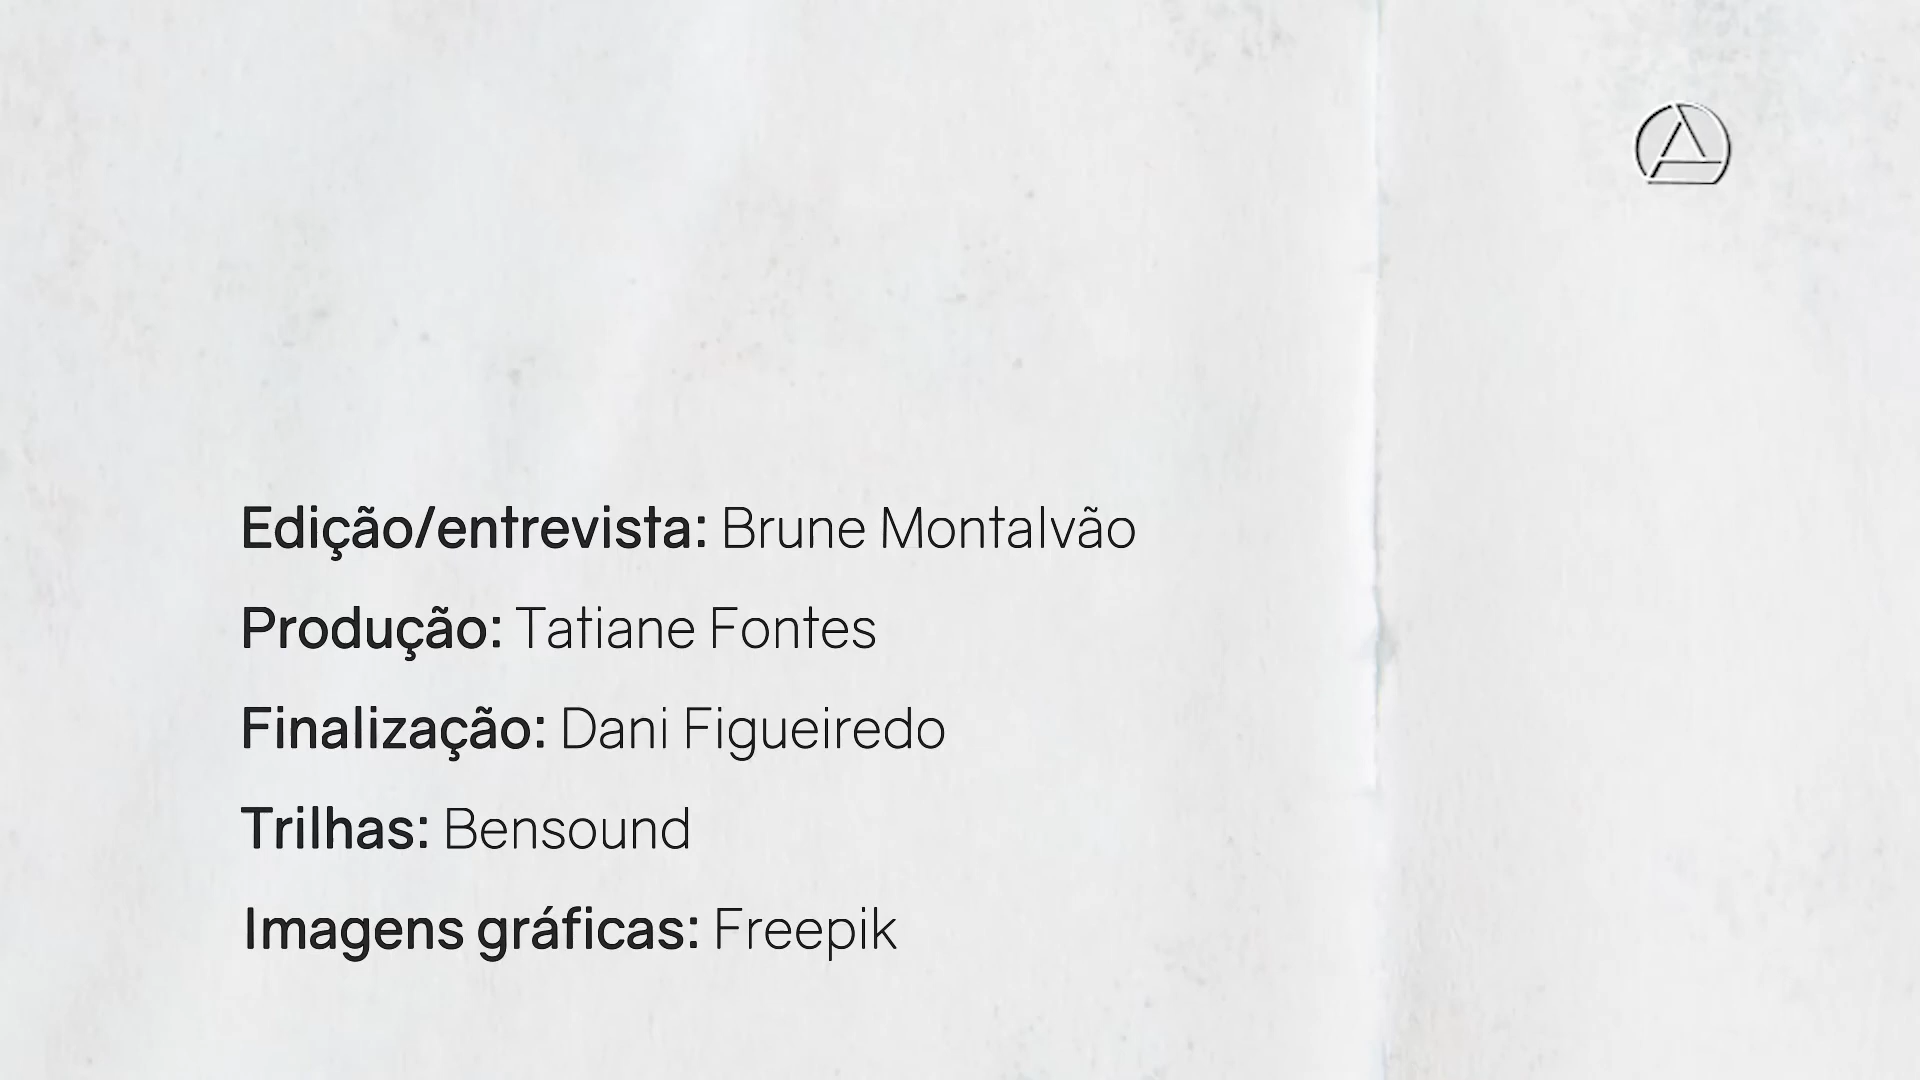 Edição/entrevista: Brune Montalvão
Produção: Tatiane Fontes
Finalização: Dani Figueiredo
Trilhas: Bensound
Imagens gráficas: Freepik